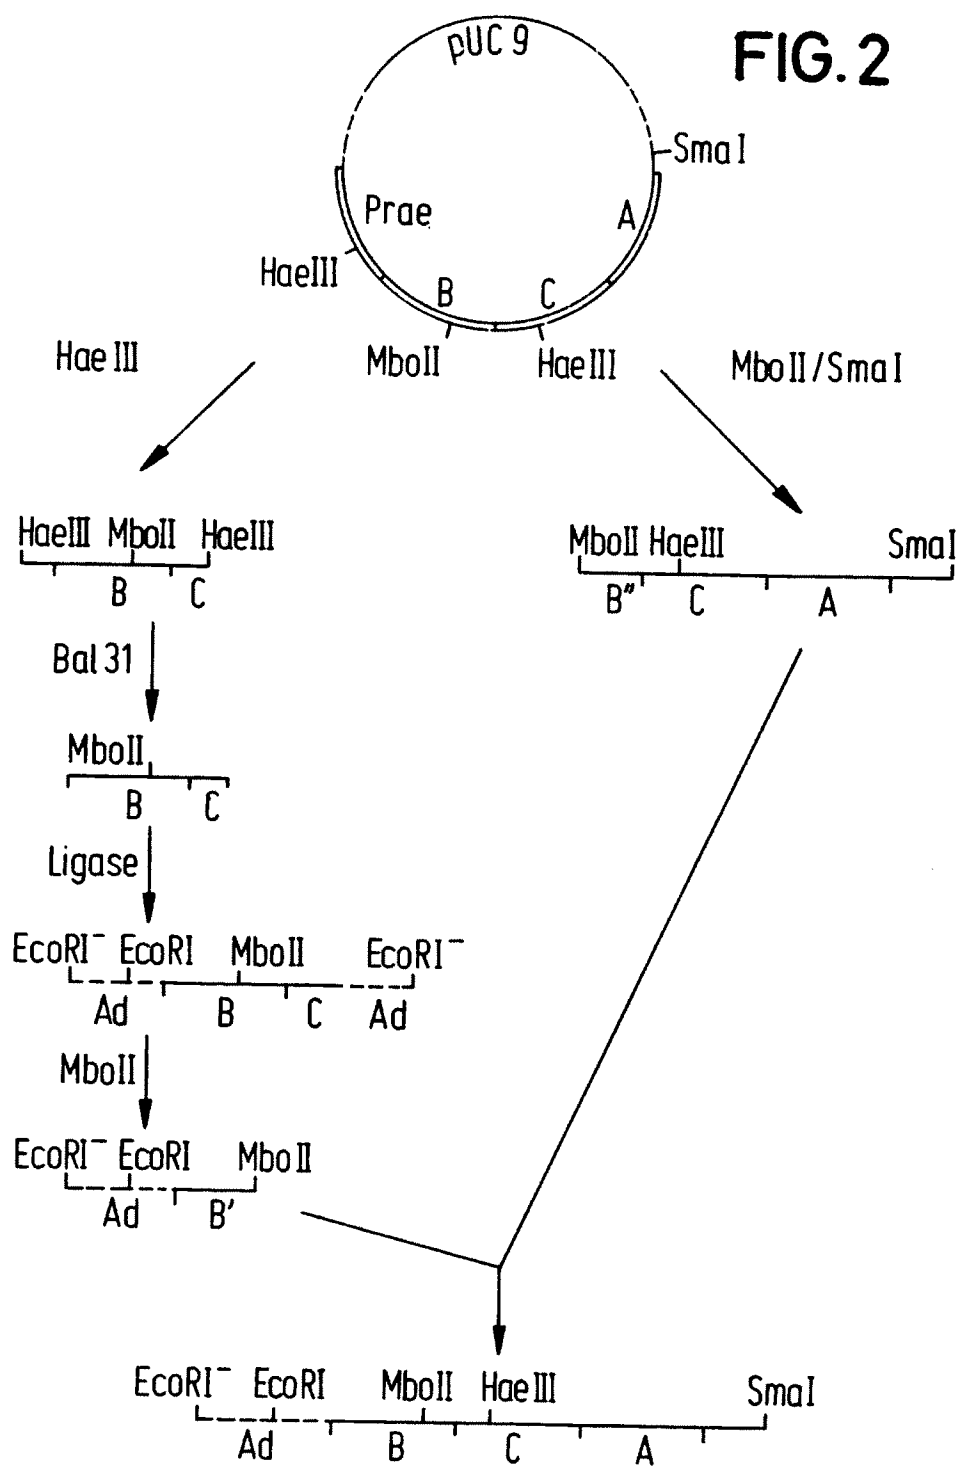 pUC 9
FIG. 2
Sma I
Prae
A
HaeIII
B
C
MboII
HaeIII
Hae III
MboII/SmaI
HaeIII MboII HaeIII
B C
MboII HaeIII SmaI
B" C A
Bal 31
MboII
B C
Ligase
EcoRI⁻ EcoRI MboII EcoRI⁻
Ad B C Ad
MboII
EcoRI⁻ EcoRI MboII
Ad B'
EcoRI⁻ EcoRI MboII HaeIII SmaI
Ad B C A